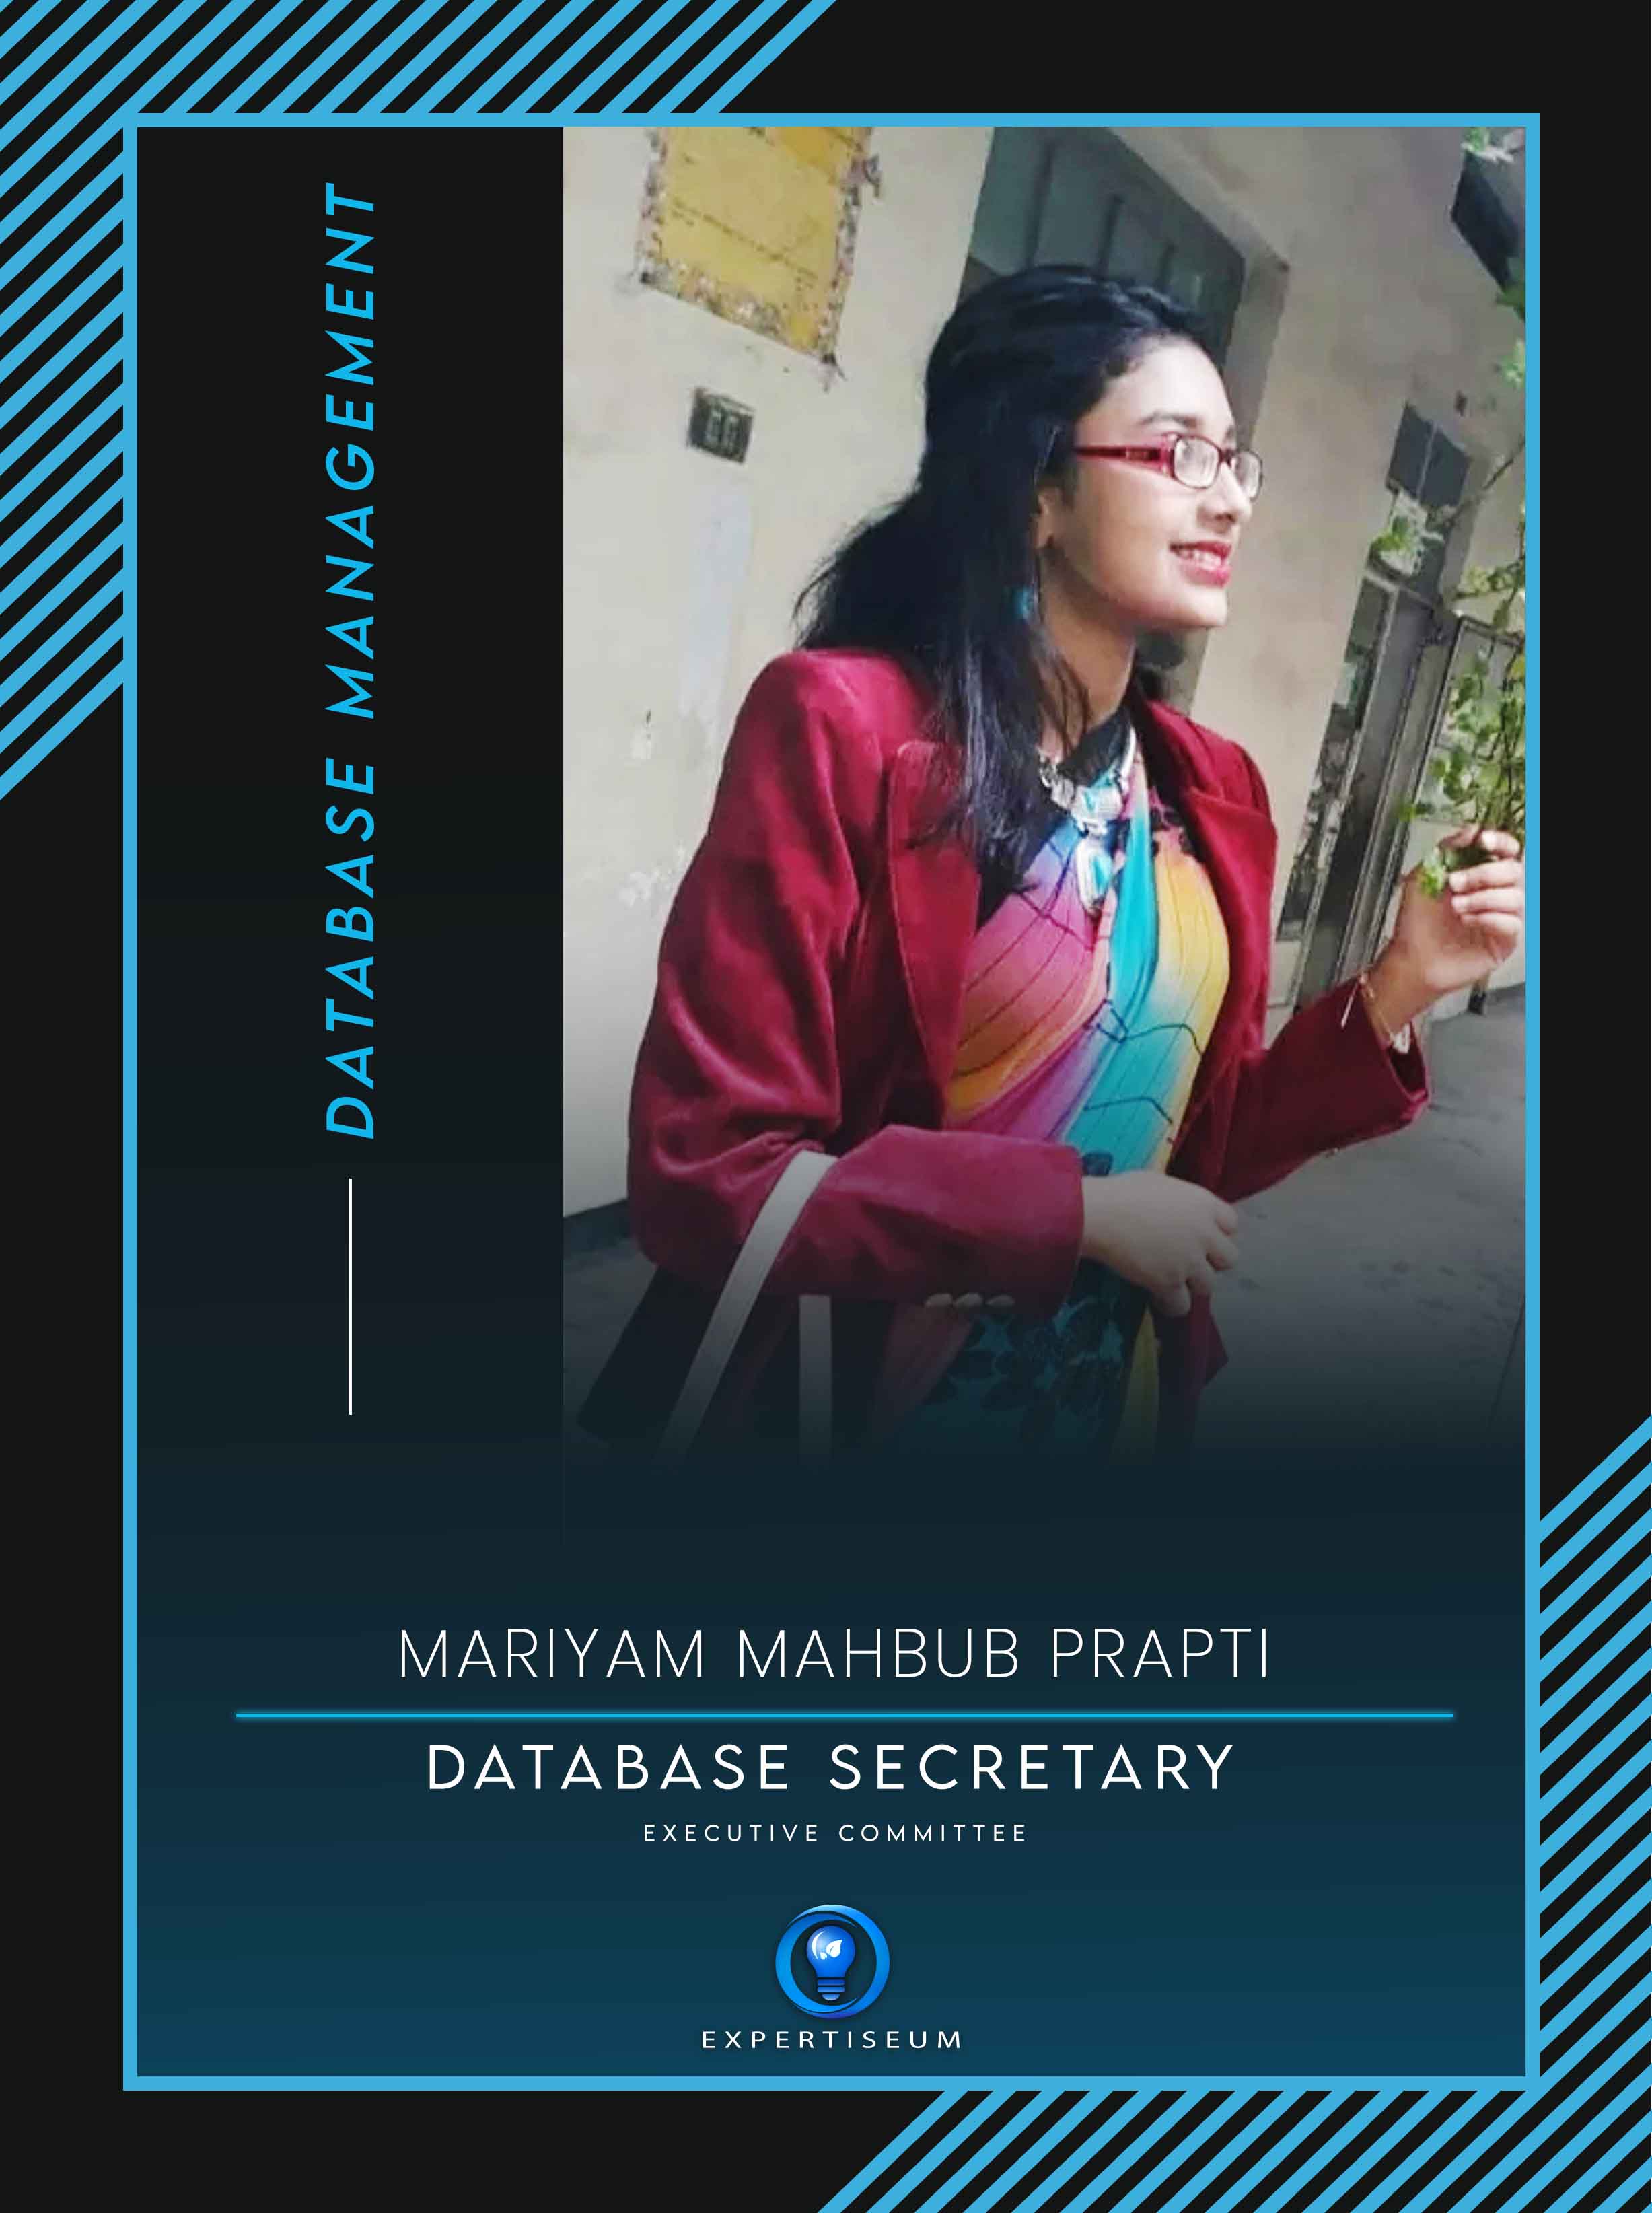 DATABASE MANAGEMENT
MARIYAM MAHBUB PRAPTI
DATABASE SECRETARY
EXECUTIVE COMMITTEE
EXPERTISEUM